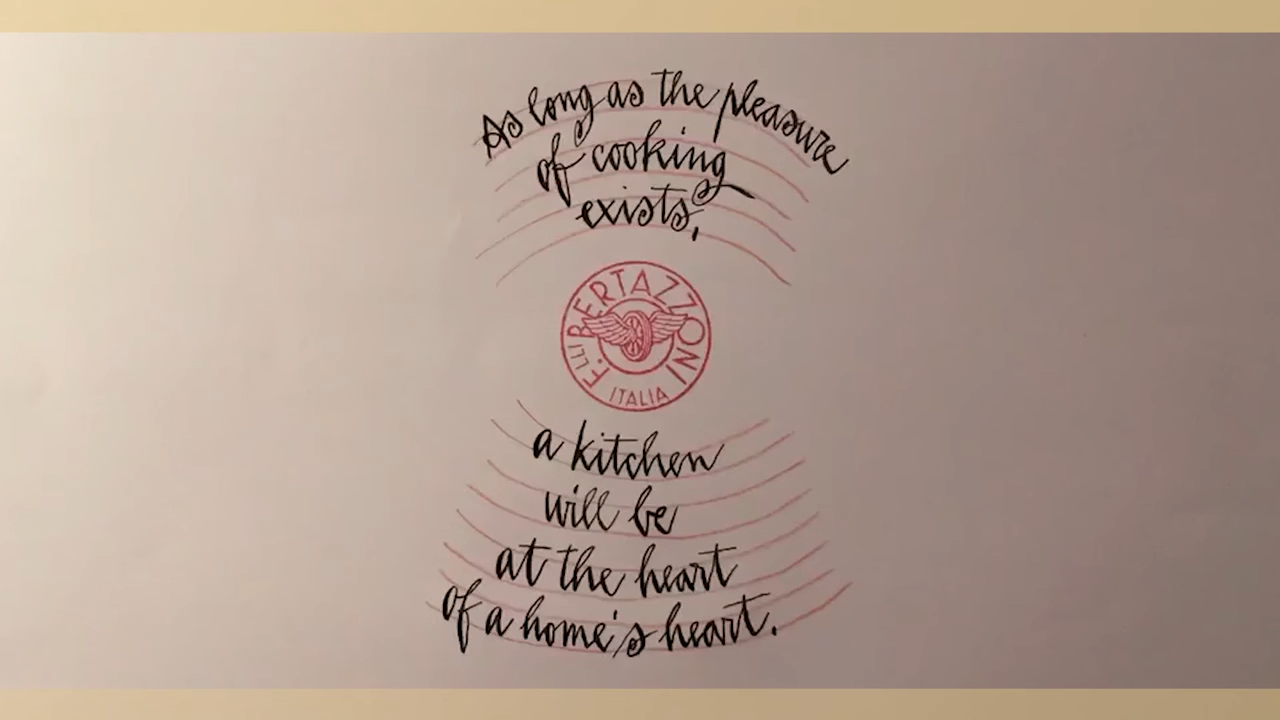 As long as the pleasure
of cooking
exists,
F.LLI BERTAZZONI
ITALIA
a kitchen
will be
at the heart
of a home's heart.